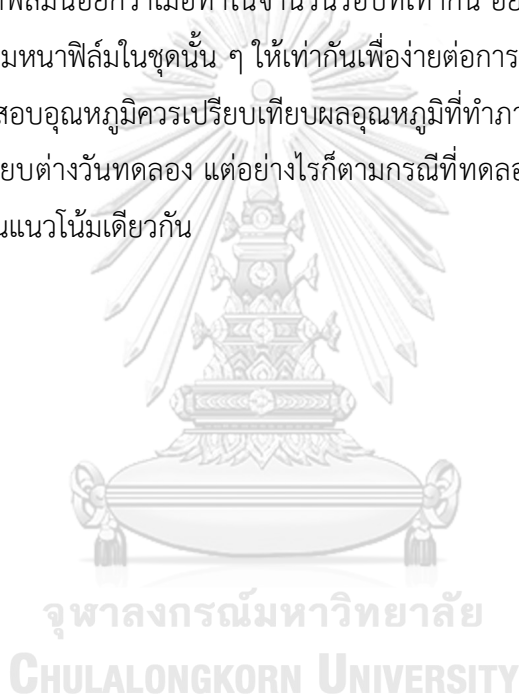 ฟิล์มน้อยกว่าเมื่อทำในจำนวนรอบที่เท่ากัน
มหนาฟิล์มในชุดนั้น ๆ ให้เท่ากันเพื่อง่ายต่อการ
สอบอุณหภูมิควรเปรียบเทียบผลอุณหภูมิที่ทำภา
ยบต่างวันทดลอง แต่อย่างไรก็ตามกรณีที่ทดลอ
นแนวโน้มเดียวกัน
จุฬาลงกรณ์มหาวิทยาลัย
CHULALONGKORN UNIVERSITY